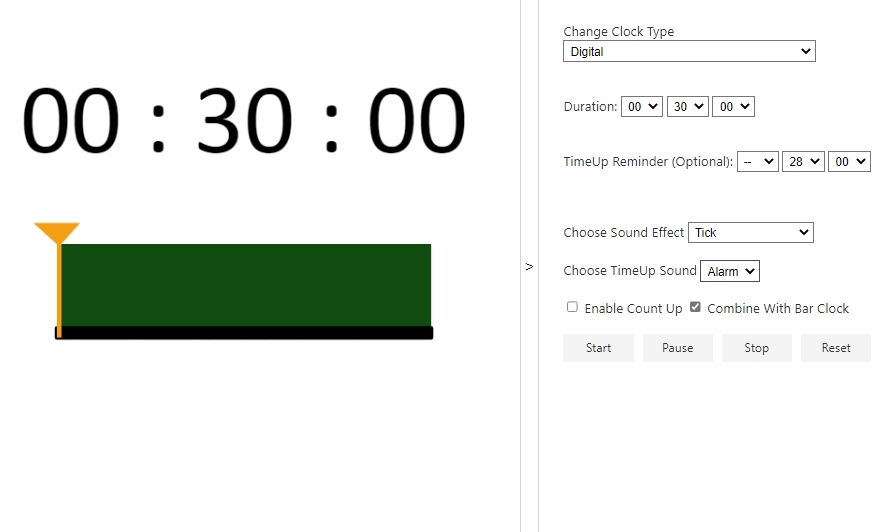 00 : 30 : 00
>
Change Clock Type
Digital
Duration: 00 30 00
TimeUp Reminder (Optional): -- 28 00
Choose Sound Effect Tick
Choose TimeUp Sound Alarm
Enable Count Up Combine With Bar Clock
Start Pause Stop Reset